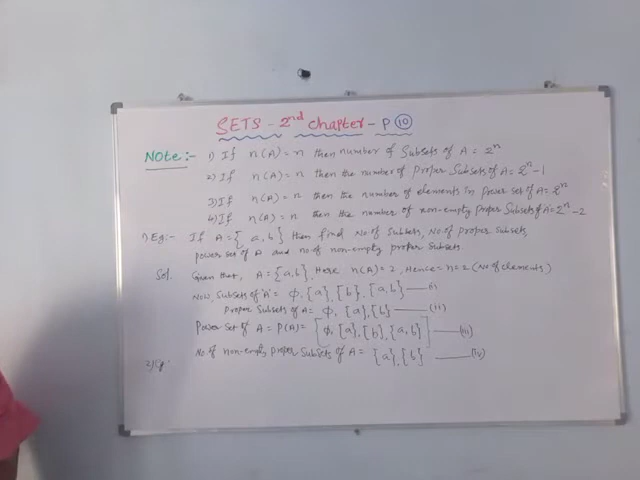 SETS - 2nd chapter - P 10
Note:- 1) If n(A) = n then number of Subsets of A = 2^n
2) If n(A) = n then the number of proper Subsets of A = 2^n - 1
3) If n(A) = n then the number of elements in power set of A = 2^n
4) If n(A) = n then the number of non-empty proper Subsets of A = 2^n - 2
1) Eg:- If A = {a, b} then find No of subsets, No of proper subsets,
power set of A and no of non-empty proper subsets.
Sol. Given that, A = {a, b}, Here n(A) = 2, Hence n = 2 (No of elements)
Now, Subsets of 'A' = φ, {a}, {b}, {a, b} — (i)
Proper Subsets of A = φ, {a}, {b} — (ii)
Power set of A = P(A) = {φ, {a}, {b}, {a, b}} — (iii)
No of non-empty proper subsets of A = {a}, {b} — (iv)
2) Eg: